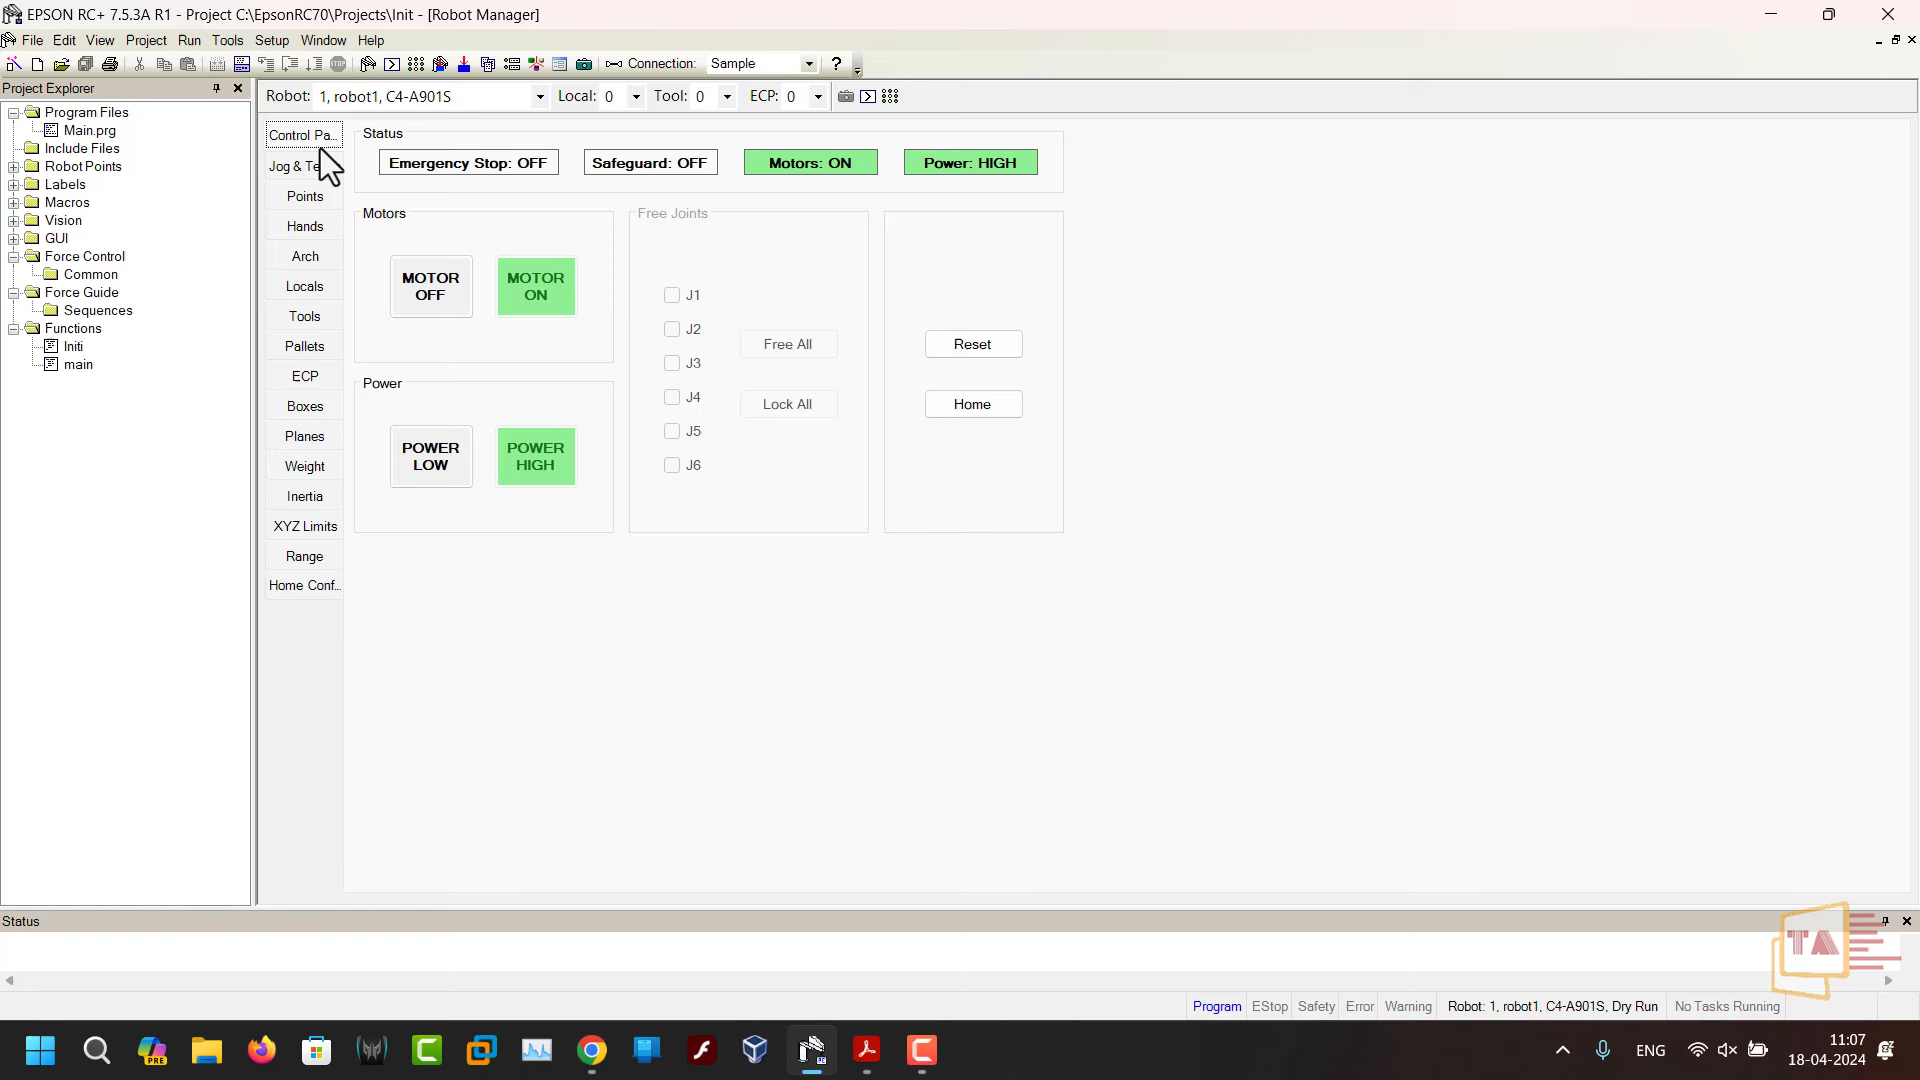 EPSON RC+ 7.5.3A R1 - Project C:\EpsonRC70\Projects\Init - [Robot Manager]
File Edit View Project Run Tools Setup Window Help
Connection: Sample ?
Project Explorer
Program Files
Main.prg
Include Files
Robot Points
Labels
Macros
Vision
GUI
Force Control
Common
Force Guide
Sequences
Functions
Initi
main
Robot: 1, robot1, C4-A901S Local: 0 Tool: 0 ECP: 0
Control Pa...
Jog & Te
Points
Hands
Arch
Locals
Tools
Pallets
ECP
Boxes
Planes
Weight
Inertia
XYZ Limits
Range
Home Conf...
Status
Emergency Stop: OFF Safeguard: OFF Motors: ON Power: HIGH
Motors
MOTOR OFF
MOTOR ON
Power
POWER LOW
POWER HIGH
Free Joints
J1
J2
J3
J4
J5
J6
Free All
Lock All
Reset
Home
Status
TA
Program EStop Safety Error Warning Robot: 1, robot1, C4-A901S, Dry Run No Tasks Running
ENG
11:07
18-04-2024